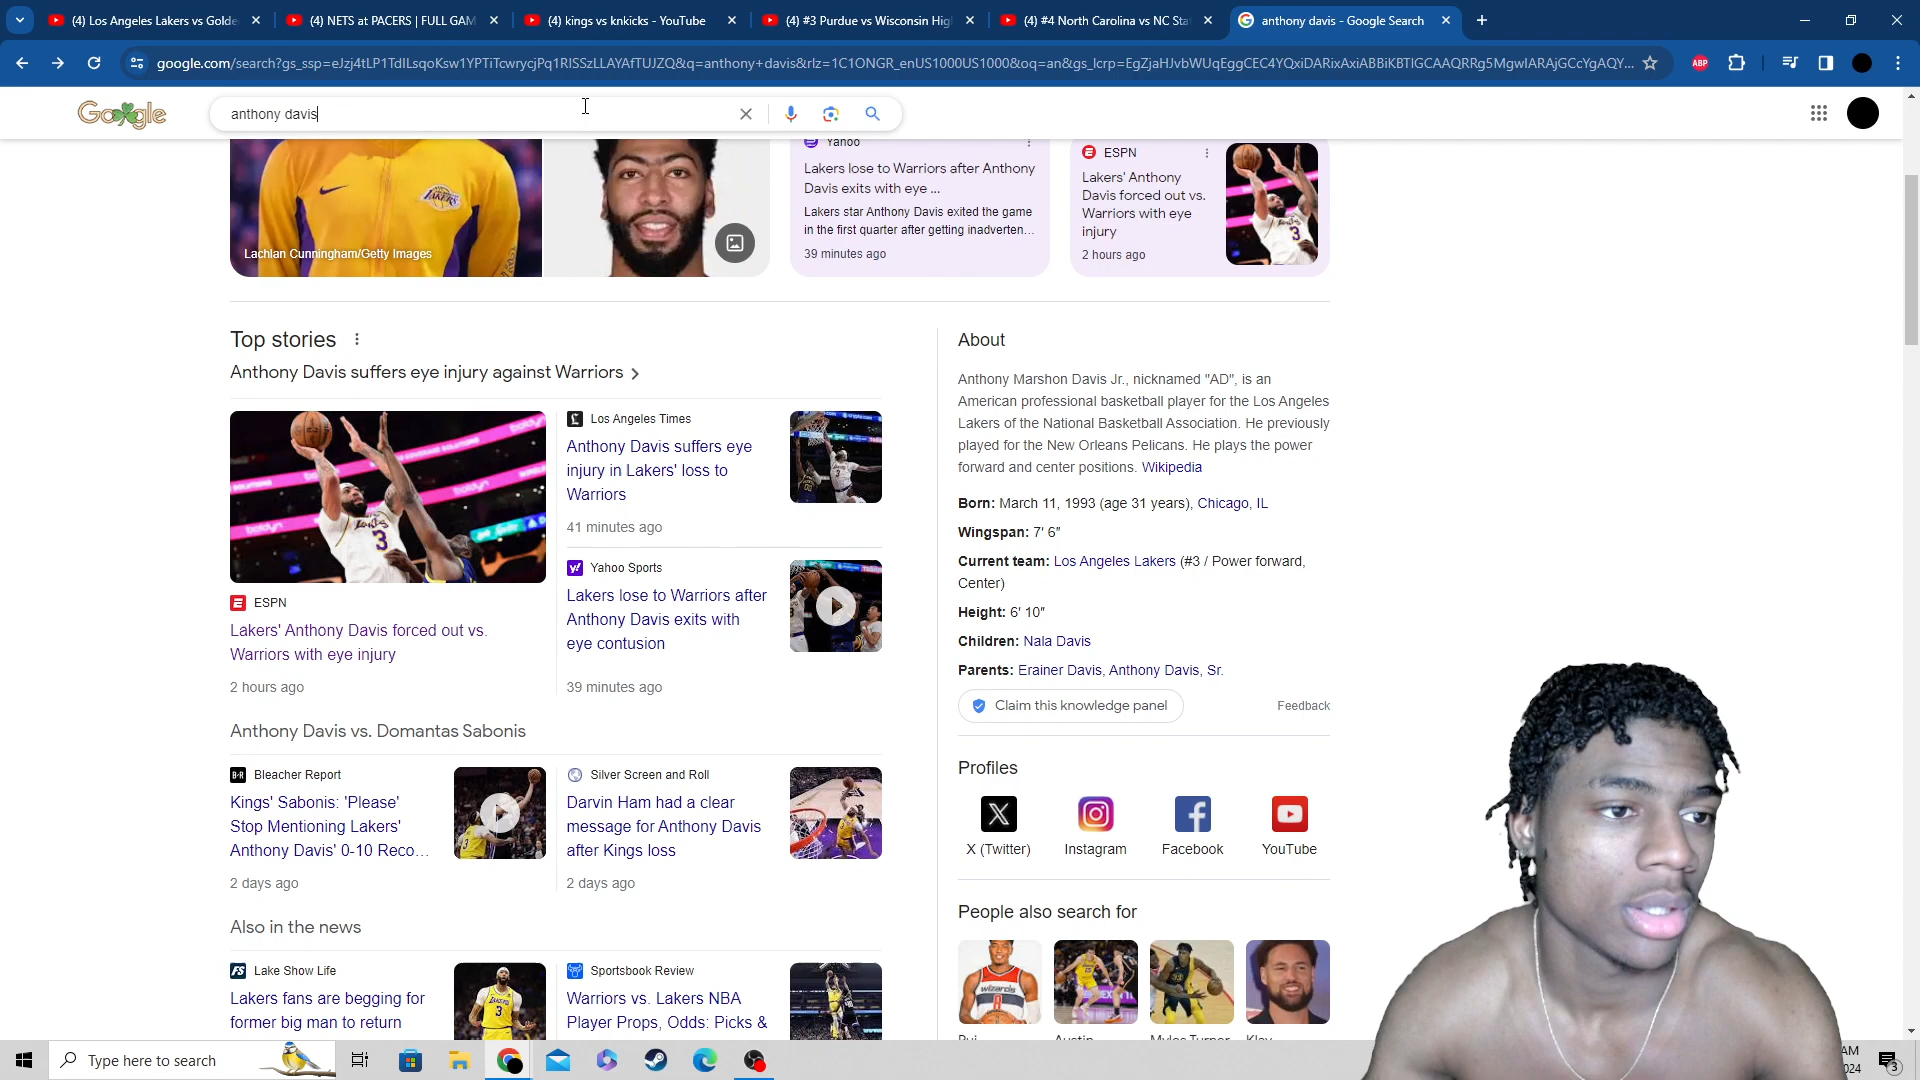 (4) Los Angeles Lakers vs Golde
(4) NETS at PACERS | FULL GAM
(4) kings vs knkicks - YouTube
(4) #3 Purdue vs Wisconsin Hig
(4) #4 North Carolina vs NC Sta
anthony davis - Google Search
google.com/search?gs_ssp=eJzj4tLP1TdILsqoKsw1YPTiTcwrycjPq1RISSzLLAYAfTUJZQ&q=anthony+davis&rlz=1C1ONGR_enUS1000US1000&oq=an&gs_lcrp=EgZjaHJvbWUqEggCEC4YQxiDARixAxiABBiKBTIGCAAQRRg5MgwIARAjGCcYgAQY...
ABP
Google
anthony davis
Lachlan Cunningham/Getty Images
Yahoo
Lakers lose to Warriors after Anthony
Davis exits with eye ...
Lakers star Anthony Davis exited the game
in the first quarter after getting inadverten...
39 minutes ago
ESPN
Lakers' Anthony
Davis forced out vs.
Warriors with eye
injury
2 hours ago
Top stories
Anthony Davis suffers eye injury against Warriors
ESPN
Lakers' Anthony Davis forced out vs.
Warriors with eye injury
2 hours ago
Los Angeles Times
Anthony Davis suffers eye
injury in Lakers' loss to
Warriors
41 minutes ago
Yahoo Sports
Lakers lose to Warriors after
Anthony Davis exits with
eye contusion
39 minutes ago
Anthony Davis vs. Domantas Sabonis
Bleacher Report
Kings' Sabonis: 'Please'
Stop Mentioning Lakers'
Anthony Davis' 0-10 Reco...
2 days ago
Silver Screen and Roll
Darvin Ham had a clear
message for Anthony Davis
after Kings loss
2 days ago
Also in the news
Lake Show Life
Lakers fans are begging for
former big man to return
Sportsbook Review
Warriors vs. Lakers NBA
Player Props, Odds: Picks &
About
Anthony Marshon Davis Jr., nicknamed "AD", is an
American professional basketball player for the Los Angeles
Lakers of the National Basketball Association. He previously
played for the New Orleans Pelicans. He plays the power
forward and center positions. Wikipedia
Born: March 11, 1993 (age 31 years), Chicago, IL
Wingspan: 7′ 6″
Current team: Los Angeles Lakers (#3 / Power forward,
Center)
Height: 6′ 10″
Children: Nala Davis
Parents: Erainer Davis, Anthony Davis, Sr.
Claim this knowledge panel
Feedback
Profiles
X (Twitter)
Instagram
Facebook
YouTube
People also search for
wizards
Type here to search
AM
024
3